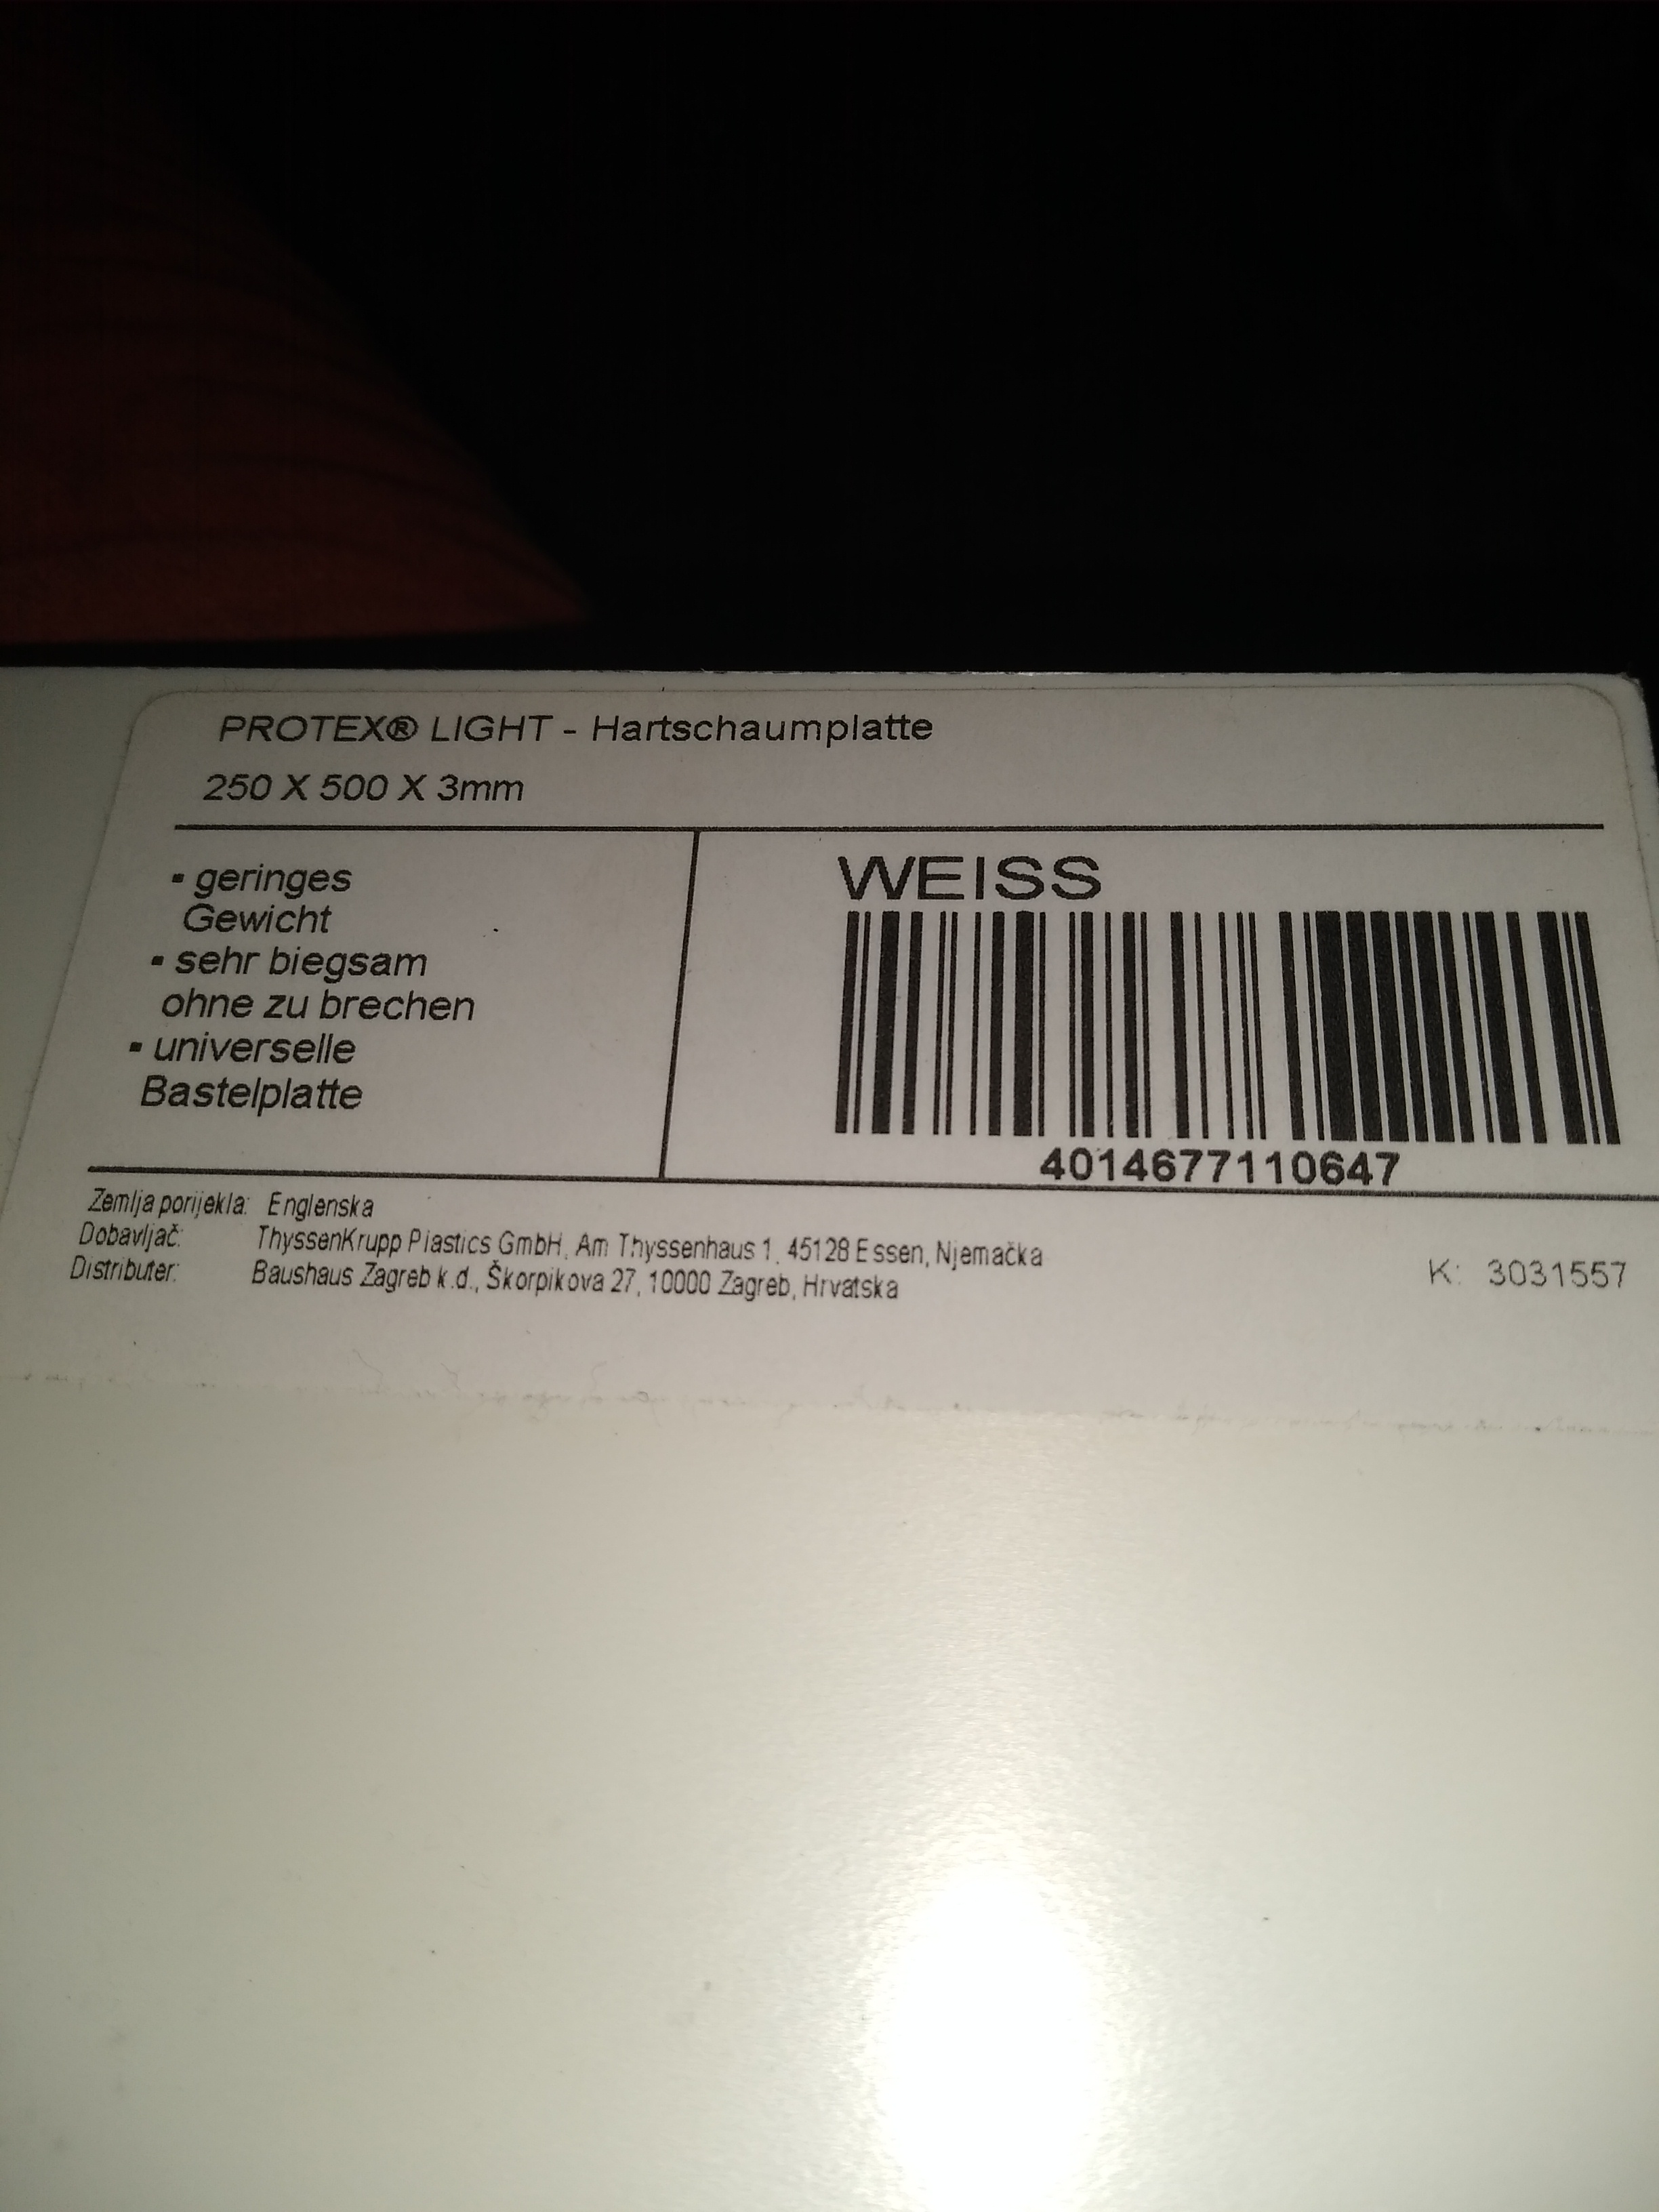 PROTEX® LIGHT - Hartschaumplatte
250 X 500 X 3mm
▪ geringes
Gewicht
▪ sehr biegsam
ohne zu brechen
▪ universelle
Bastelplatte
WEISS
4014677110647
Zemlja porijekla: Englenska
Dobavljač: ThyssenKrupp Plastics GmbH, Am Thyssenhaus 1, 45128 Essen, Njemačka
Distributer: Baushaus Zagreb k.d., Škorpikova 27, 10000 Zagreb, Hrvatska
K: 3031557